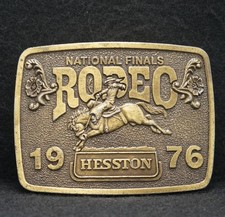 NATIONAL FINALS
RODEO
19 76
HESSTON